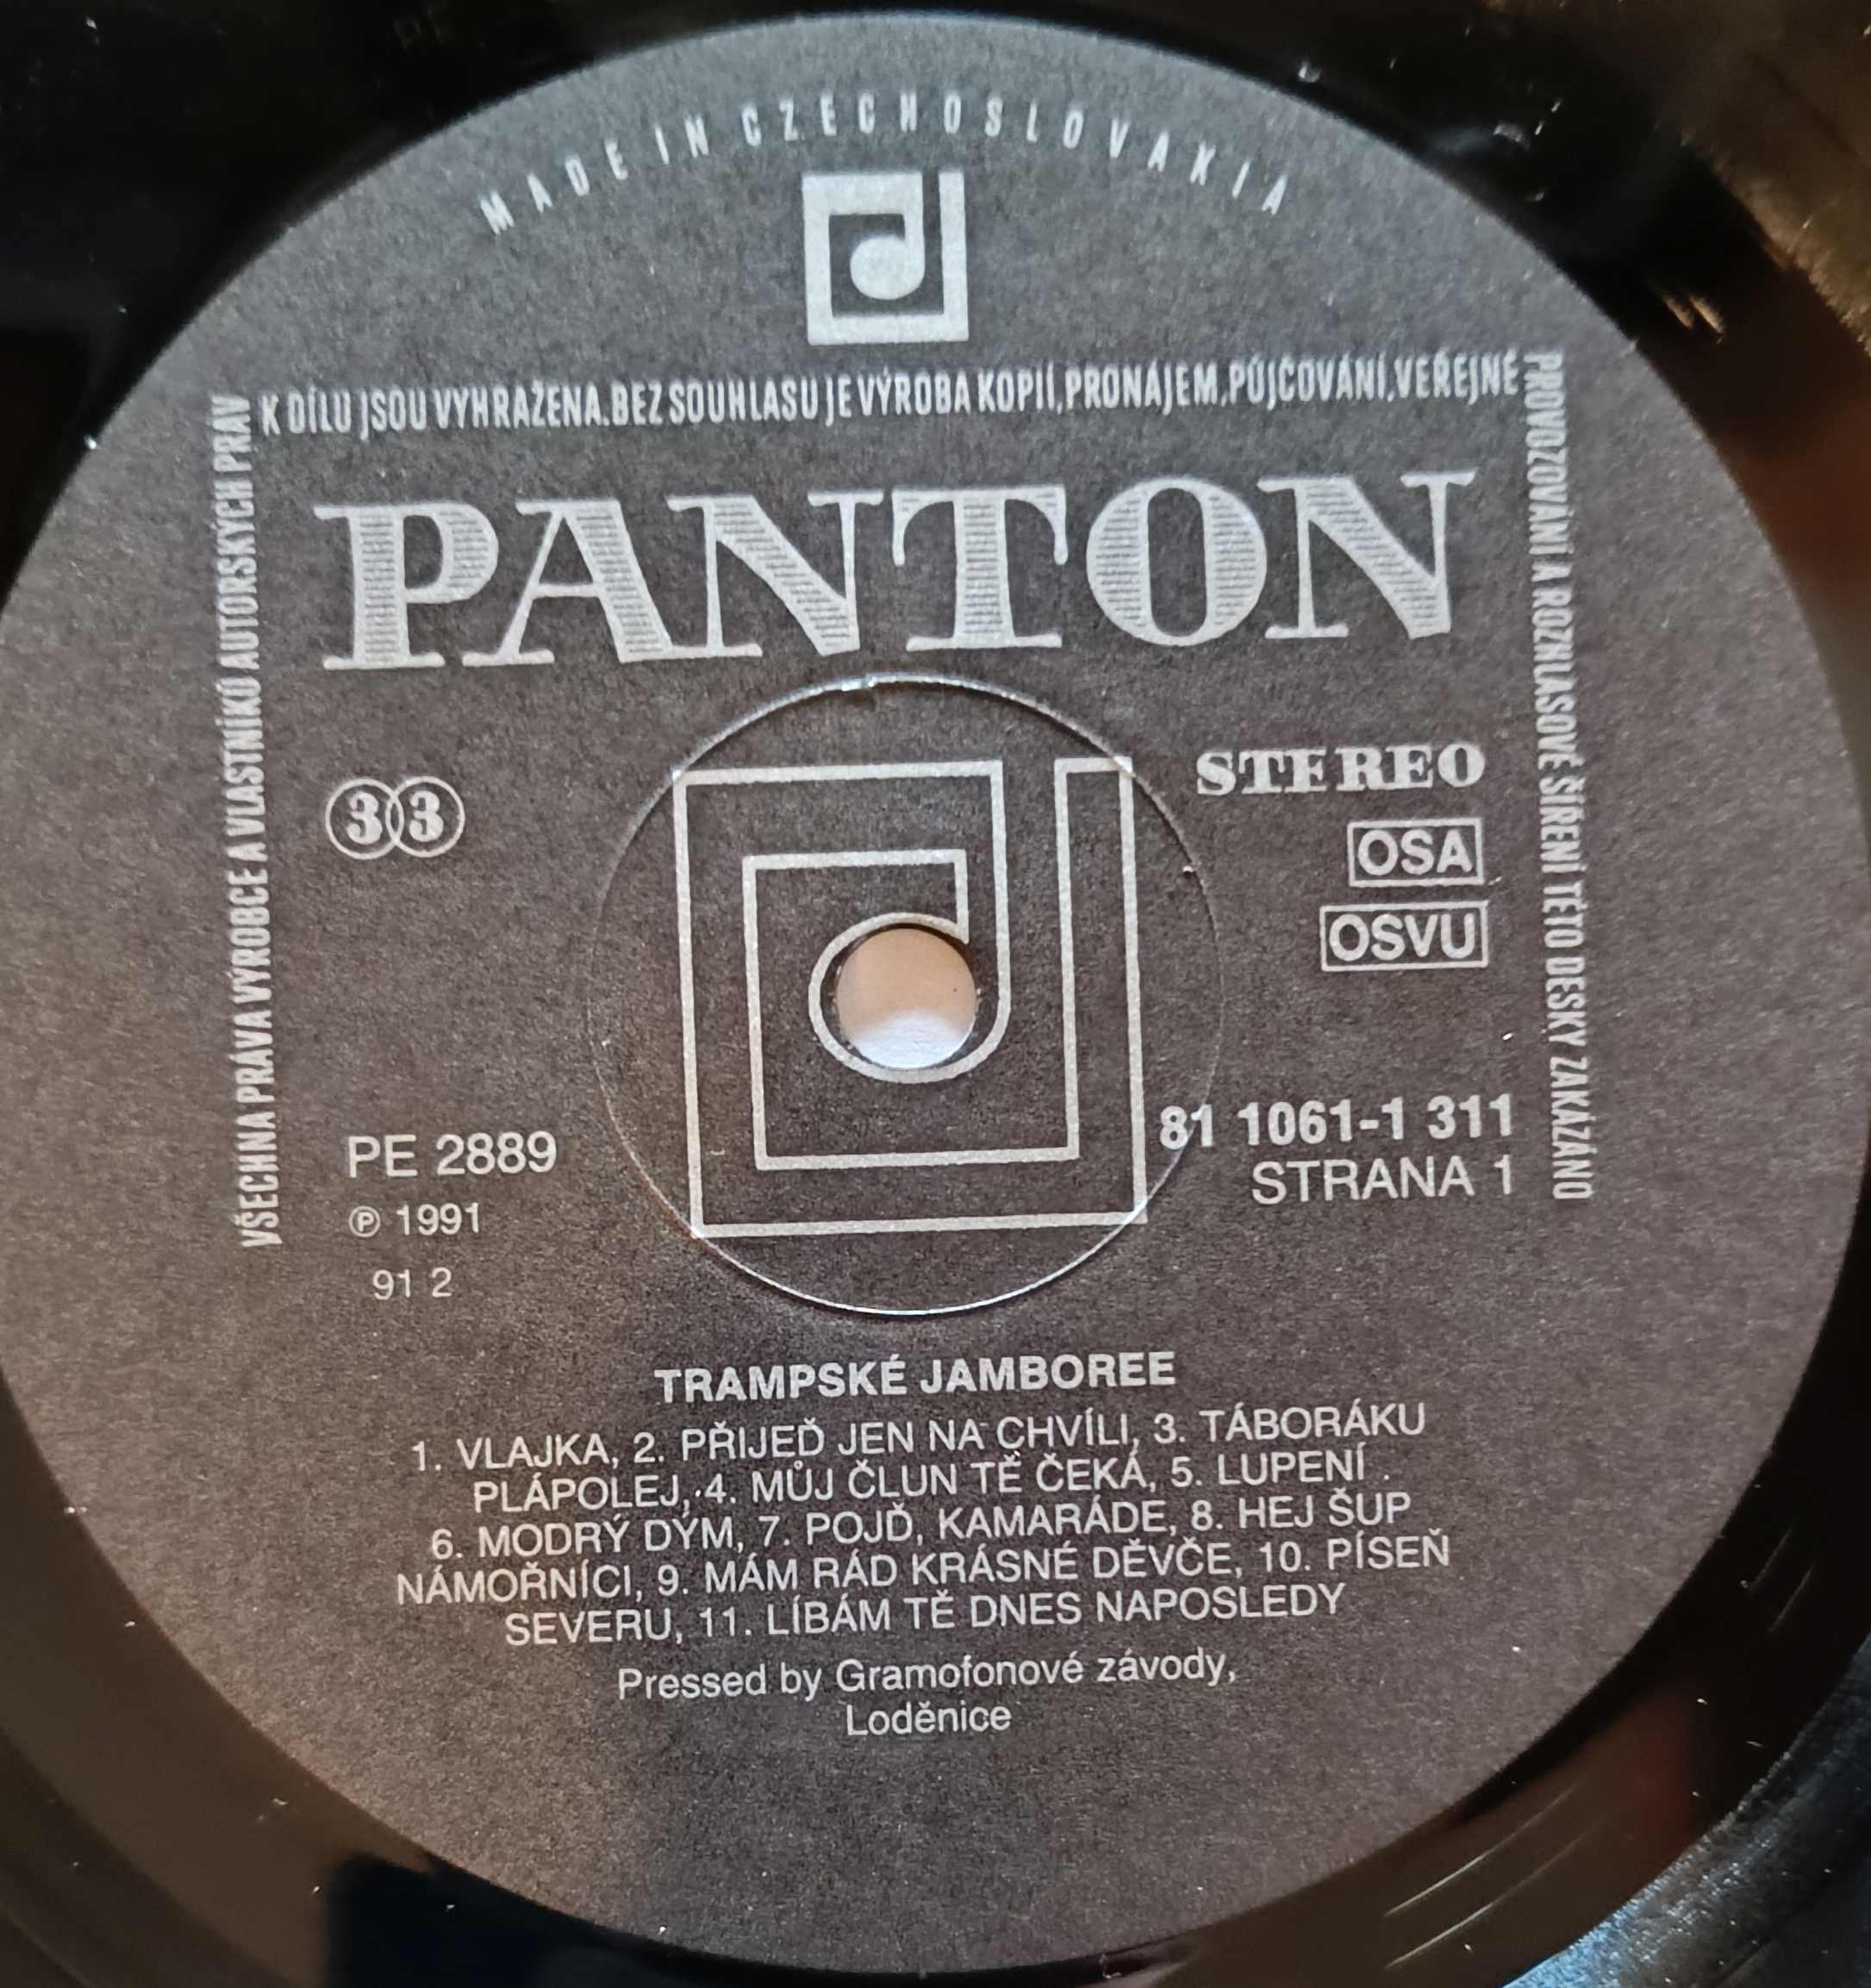 MADE IN CZECHOSLOVAKIA
VŠECHNA PRÁVA VÝROBCE A VLASTNÍKŮ AUTORSKÝCH PRÁV
K DÍLU JSOU VYHRAŽENA. BEZ SOUHLASU JE VÝROBA KOPIÍ, PRONÁJEM, PŮJČOVÁNÍ, VEŘEJNÉ
PROVOZOVÁNÍ A ROZHLASOVÉ ŠÍŘENÍ TÉTO DESKY ZAKÁZÁNO
PANTON
33
STEREO
OSA
OSVU
PE 2889
℗ 1991
91 2
81 1061-1 311
STRANA 1
TRAMPSKÉ JAMBOREE
1. VLAJKA, 2. PŘIJEĎ JEN NA CHVÍLI, 3. TÁBORÁKU
PLÁPOLEJ, 4. MŮJ ČLUN TĚ ČEKÁ, 5. LUPENÍ
6. MODRÝ DÝM, 7. POJĎ, KAMARÁDE, 8. HEJ ŠUP
NÁMOŘNÍCI, 9. MÁM RÁD KRÁSNÉ DĚVČE, 10. PÍSEŇ
SEVERU, 11. LÍBÁM TĚ DNES NAPOSLEDY
Pressed by Gramofonové závody,
Loděnice